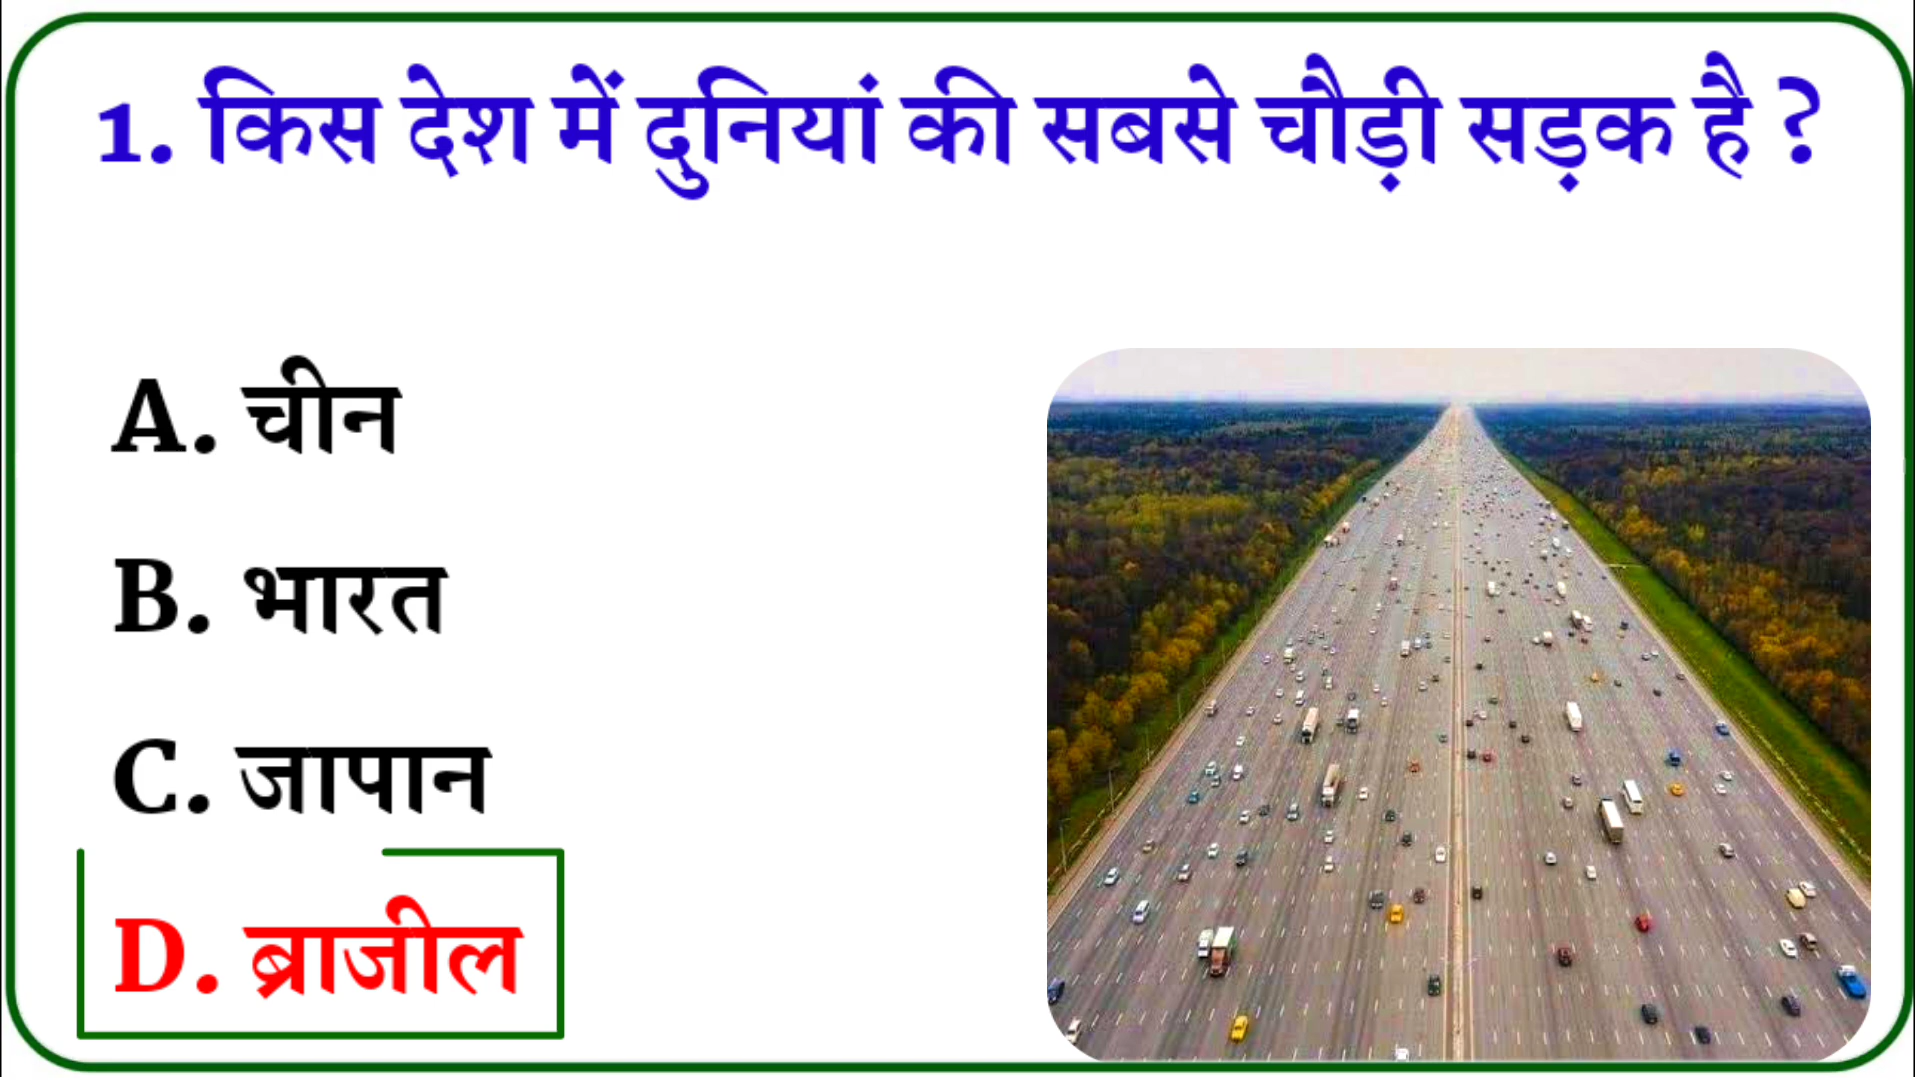 1. किस देश में दुनियां की सबसे चौड़ी सड़क है ?
A. चीन
B. भारत
C. जापान
D. ब्राजील